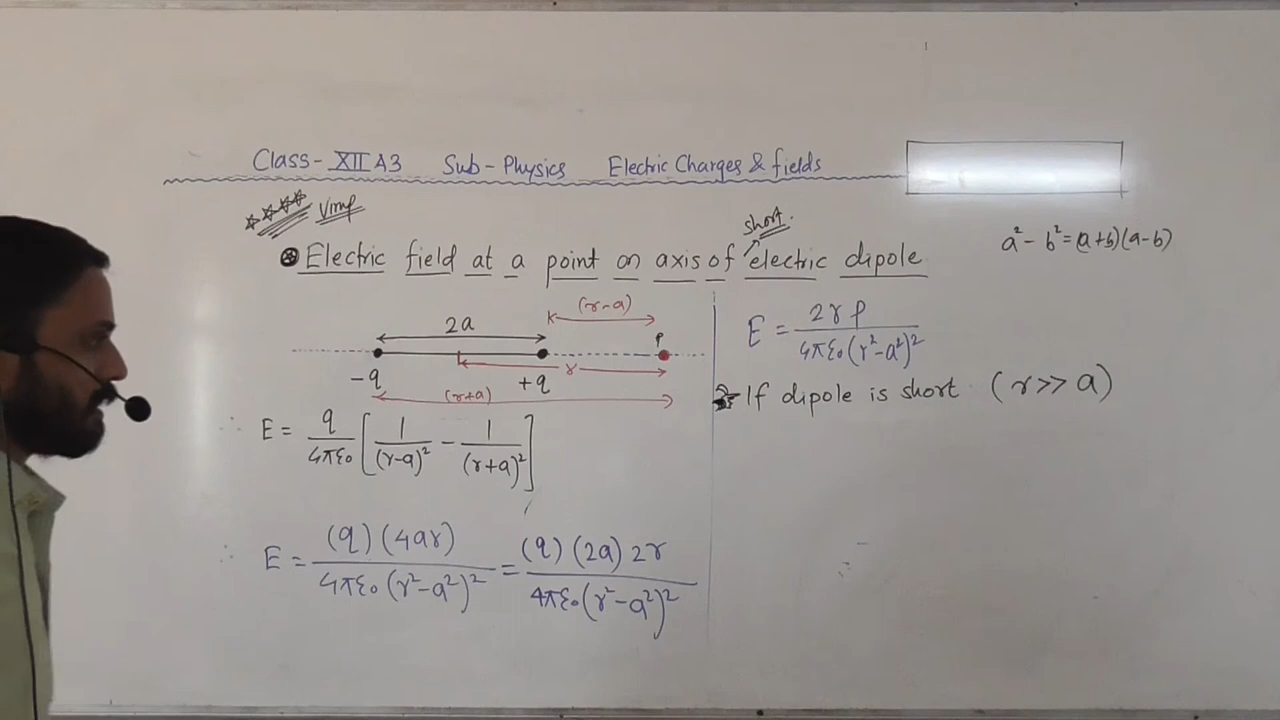 Class-XII A3 Sub-Physics Electric Charges & fields
Vimp
short.
Electric field at a point on axis of electric dipole
a²-b²=(a+b)(a-b)
2a
(r-a)
P
r
-q +q
(r+a)
∴ E = q/4πε₀ [1/(r-a)² - 1/(r+a)²]
∴ E = (q)(4ar)/4πε₀(r²-a²)² = (q)(2a)2r/4πε₀(r²-a²)²
E = 2rp/4πε₀(r²-a²)²
If dipole is short (r>>a)